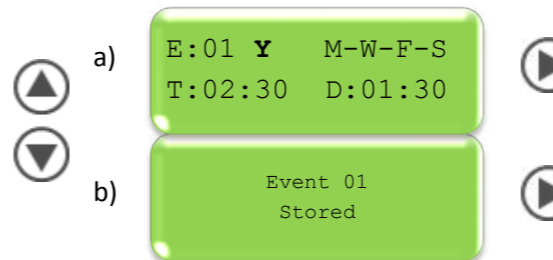 a)
E:01 Y M-W-F-S
T:02:30 D:01:30
b)
Event 01
Stored